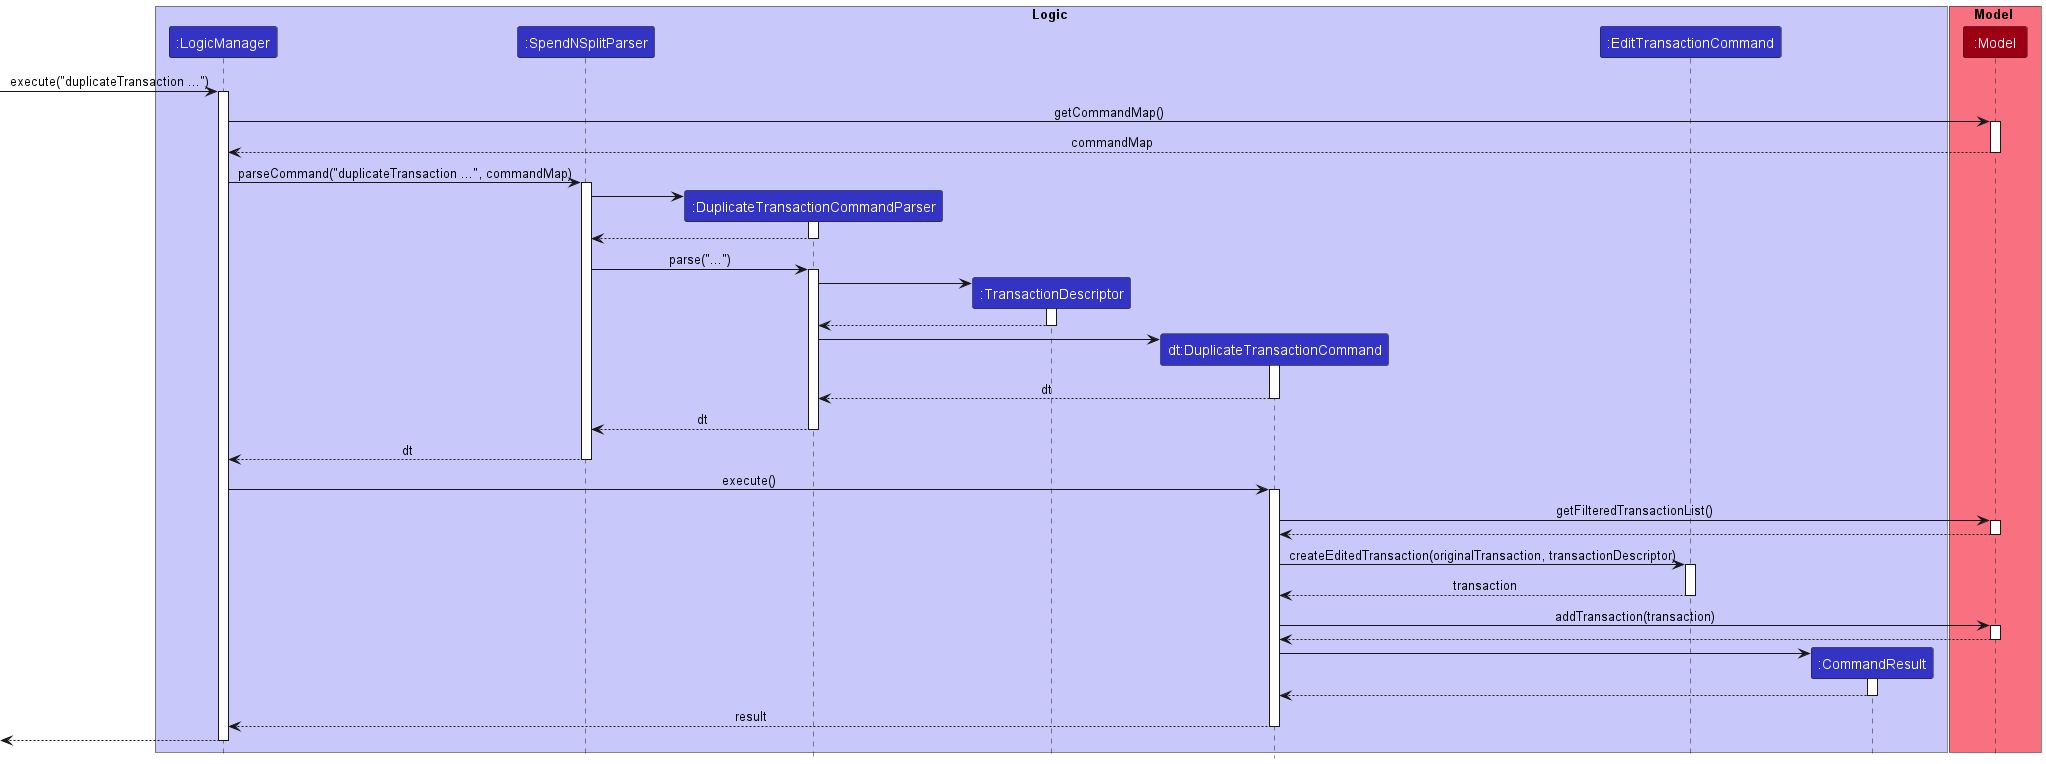 Logic
Model
:LogicManager
:SpendNSplitParser
:EditTransactionCommand
:Model
execute("duplicateTransaction ...")
getCommandMap()
commandMap
parseCommand("duplicateTransaction ...", commandMap)
:DuplicateTransactionCommandParser
parse("...")
:TransactionDescriptor
dt:DuplicateTransactionCommand
dt
dt
dt
execute()
getFilteredTransactionList()
createEditedTransaction(originalTransaction, transactionDescriptor)
transaction
addTransaction(transaction)
:CommandResult
result